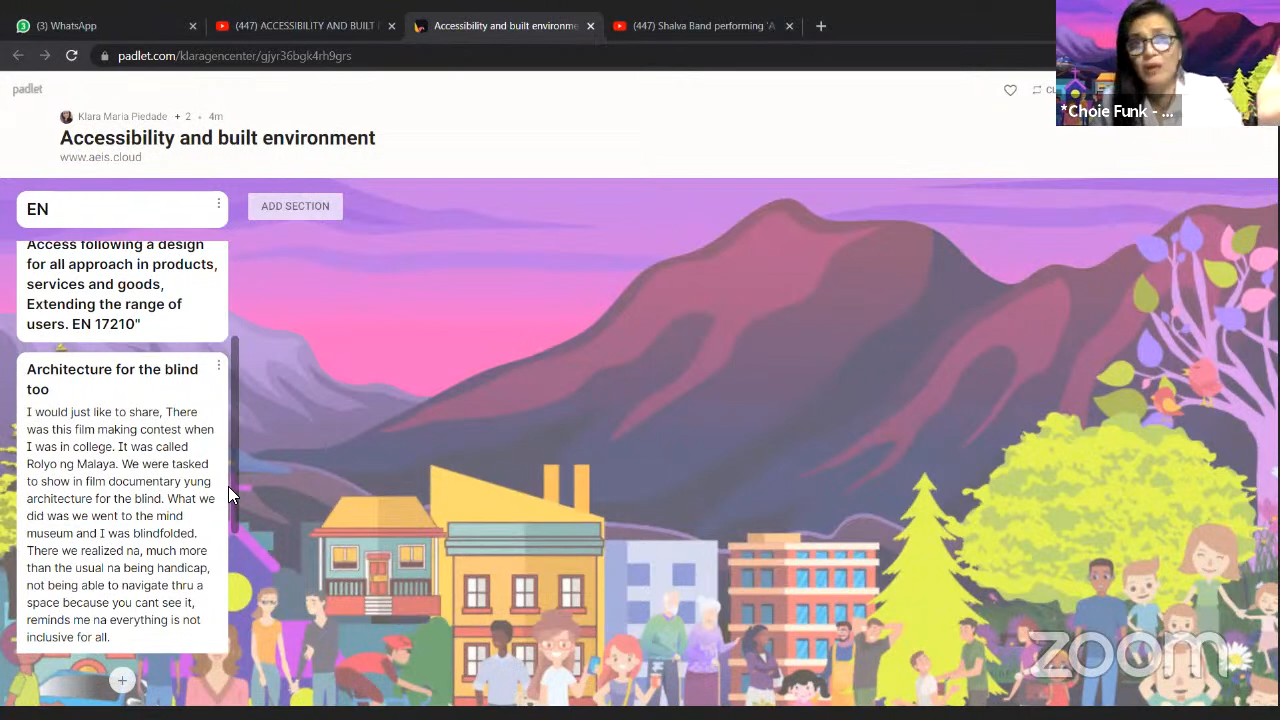 (3) WhatsApp
(447) ACCESSIBILITY AND BUILT
Accessibility and built environme
(447) Shalva Band performing 'A
padlet.com/klaragencenter/gjyr36bgk4rh9grs
padlet
Klara Maria Piedade + 2 • 4m
Accessibility and built environment
www.aeis.cloud
*Choie Funk - ...
EN
ADD SECTION
Access following a design
for all approach in products,
services and goods,
Extending the range of
users. EN 17210"
Architecture for the blind
too
I would just like to share, There
was this film making contest when
I was in college. It was called
Rolyo ng Malaya. We were tasked
to show in film documentary yung
architecture for the blind. What we
did was we went to the mind
museum and I was blindfolded.
There we realized na, much more
than the usual na being handicap,
not being able to navigate thru a
space because you cant see it,
reminds me na everything is not
inclusive for all.
zoom